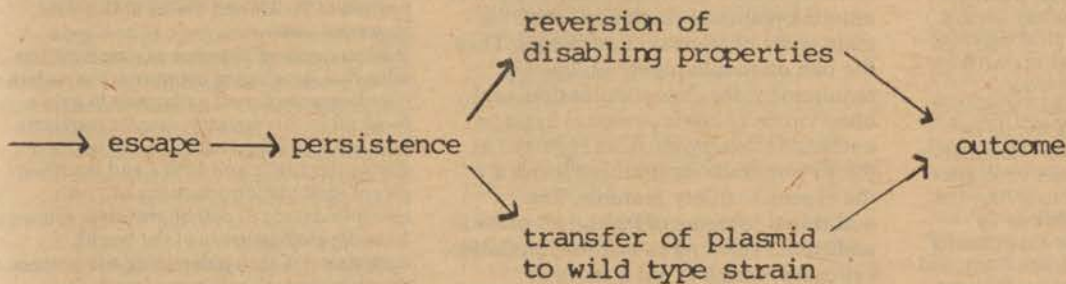 reversion of
disabling properties
escape
persistence
outcome
transfer of plasmid
to wild type strain